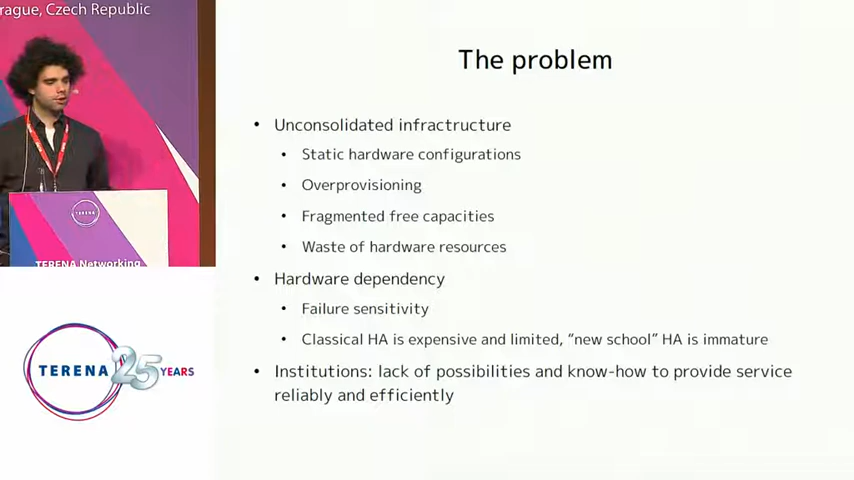 rague, Czech Republic
TERENA
TERENA Networking
TERENA 25 YEARS
The problem
• Unconsolidated infractructure
• Static hardware configurations
• Overprovisioning
• Fragmented free capacities
• Waste of hardware resources
• Hardware dependency
• Failure sensitivity
• Classical HA is expensive and limited, “new school” HA is immature
• Institutions: lack of possibilities and know-how to provide service
reliably and efficiently